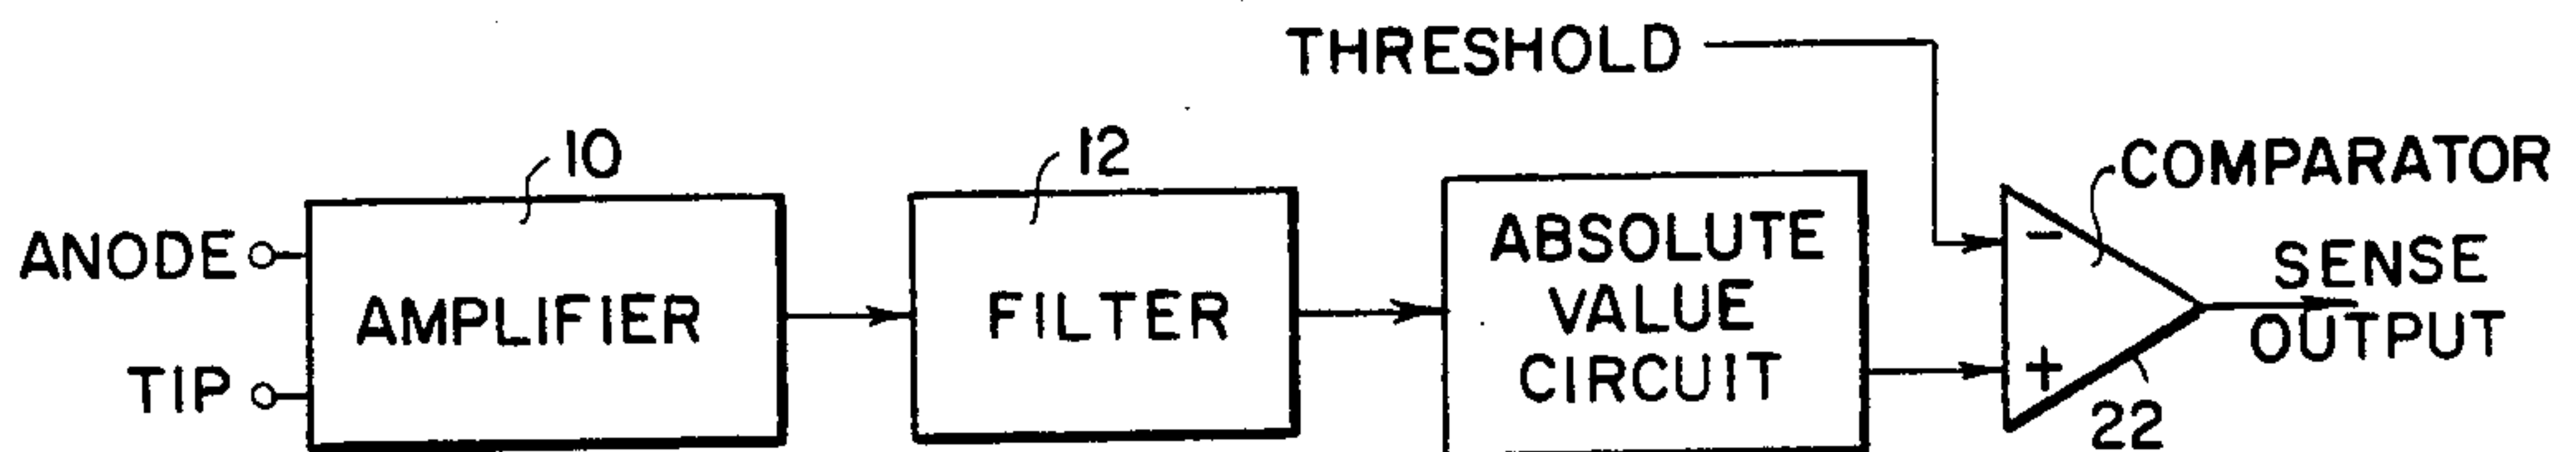 THRESHOLD
10
12
COMPARATOR
ANODE
TIP
AMPLIFIER
FILTER
ABSOLUTE
VALUE
CIRCUIT
−
+
SENSE
OUTPUT
22